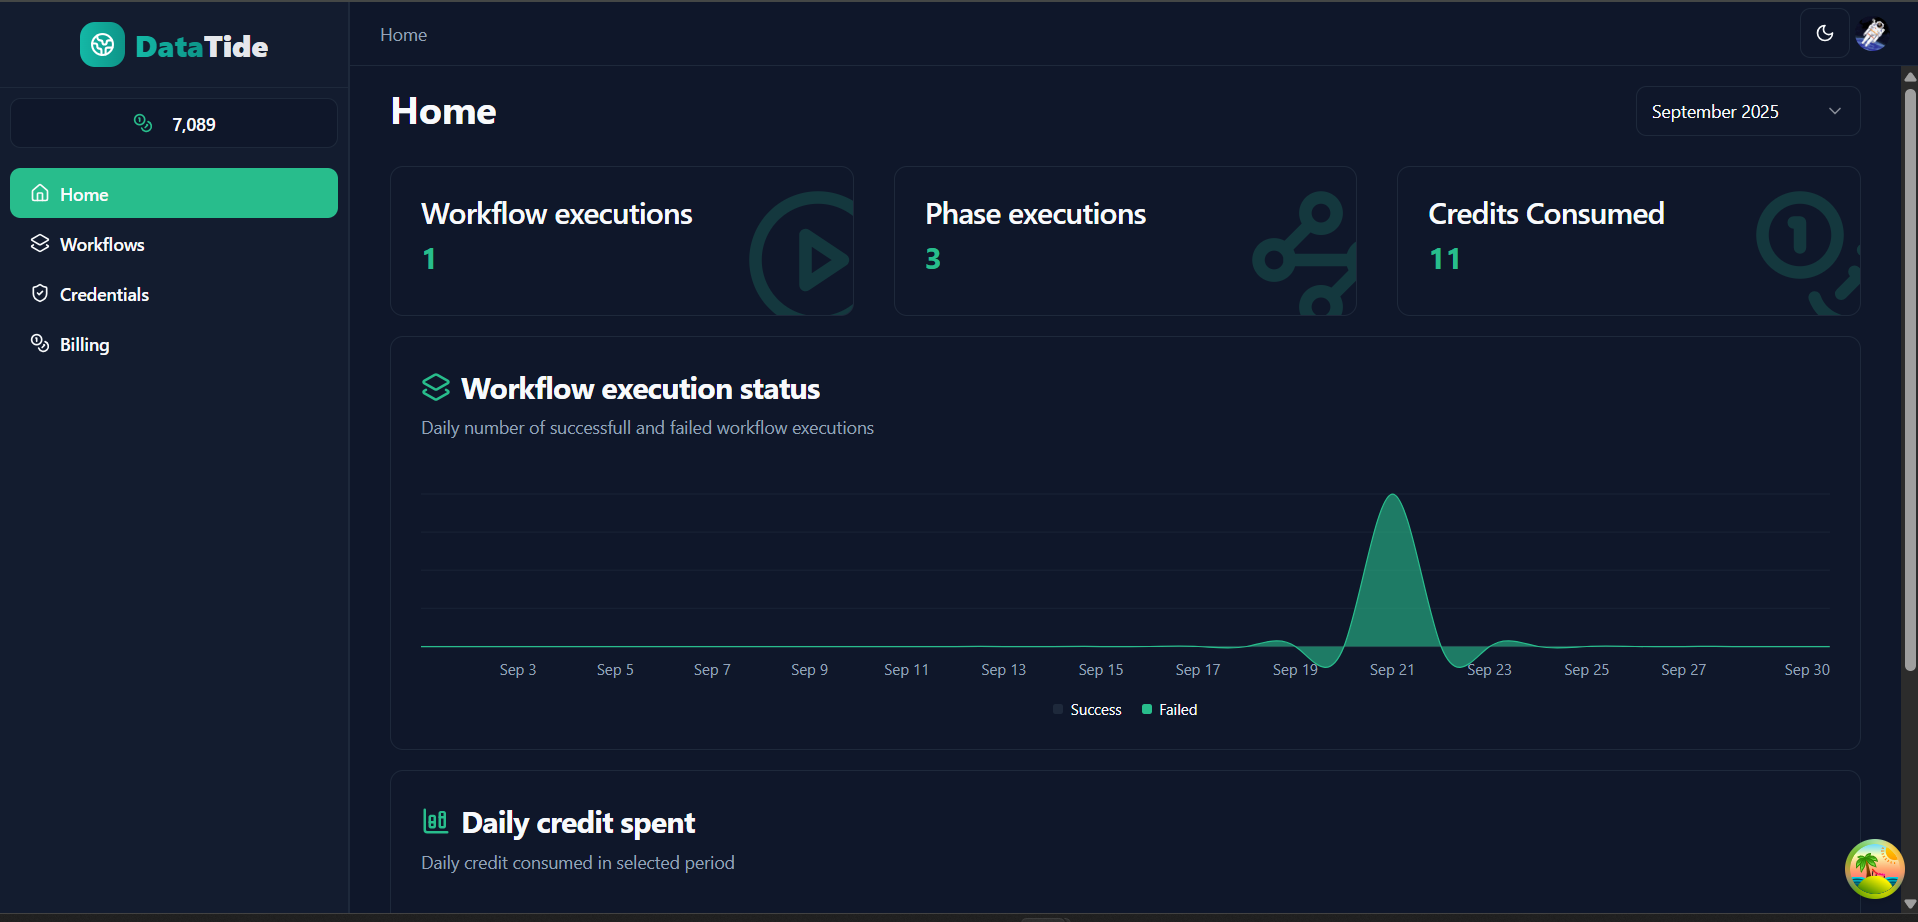 DataTide
7,089
Home
Workflows
Credentials
Billing
Home
Home
September 2025
Workflow executions
1
Phase executions
3
Credits Consumed
11
Workflow execution status
Daily number of successfull and failed workflow executions
Sep 3 Sep 5 Sep 7 Sep 9 Sep 11 Sep 13 Sep 15 Sep 17 Sep 19 Sep 21 Sep 23 Sep 25 Sep 27 Sep 30
Success Failed
Daily credit spent
Daily credit consumed in selected period